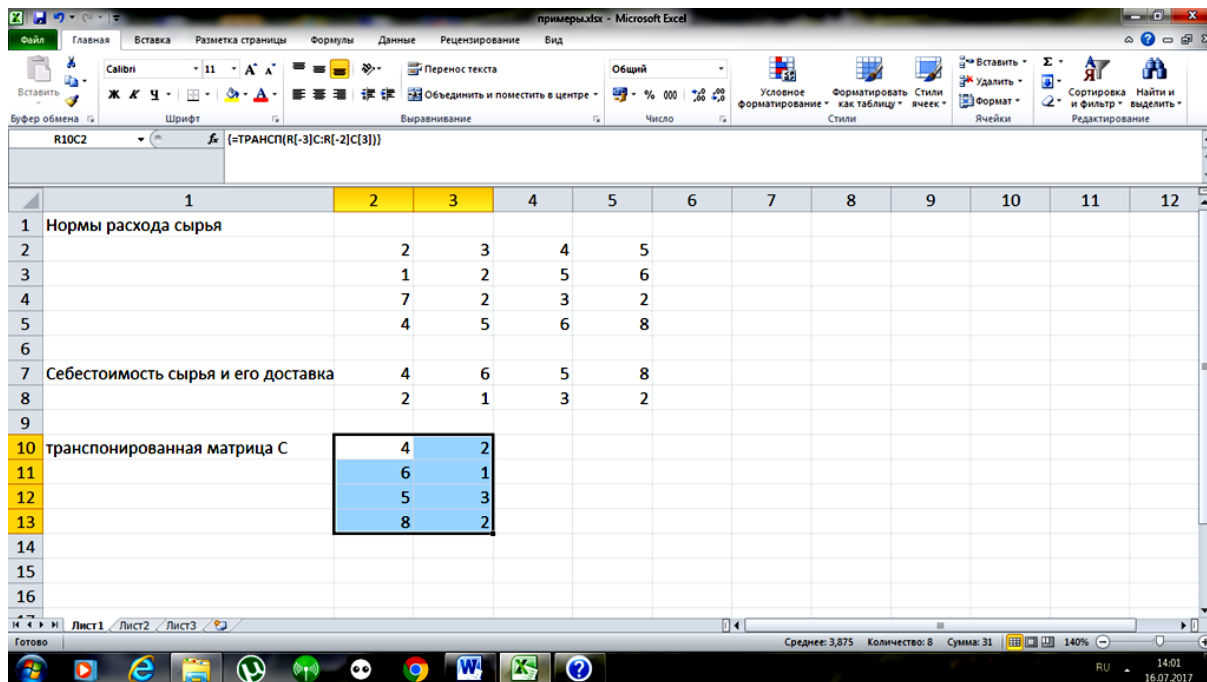 примеры.xlsx - Microsoft Excel
Файл Главная Вставка Разметка страницы Формулы Данные Рецензирование Вид
Вставить
Calibri 11
Ж К Ч
Перенос текста
Объединить и поместить в центре
Общий
% 000
Условное форматирование
Форматировать как таблицу
Стили ячеек
Вставить
Удалить
Формат
Сортировка и фильтр
Найти и выделить
Буфер обмена Шрифт Выравнивание Число Стили Ячейки Редактирование
R10C2 fx {=ТРАНСП(R[-3]C:R[-2]C[3])}
1 2 3 4 5 6 7 8 9 10 11 12
1 Нормы расхода сырья
2 2 3 4 5
3 1 2 5 6
4 7 2 3 2
5 4 5 6 8
6
7 Себестоимость сырья и его доставка 4 6 5 8
8 2 1 3 2
9
10 транспонированная матрица С 4 2
11 6 1
12 5 3
13 8 2
14
15
16
Лист1 Лист2 Лист3
Готово Среднее: 3,875 Количество: 8 Сумма: 31 140%
RU 14:01
16.07.2017